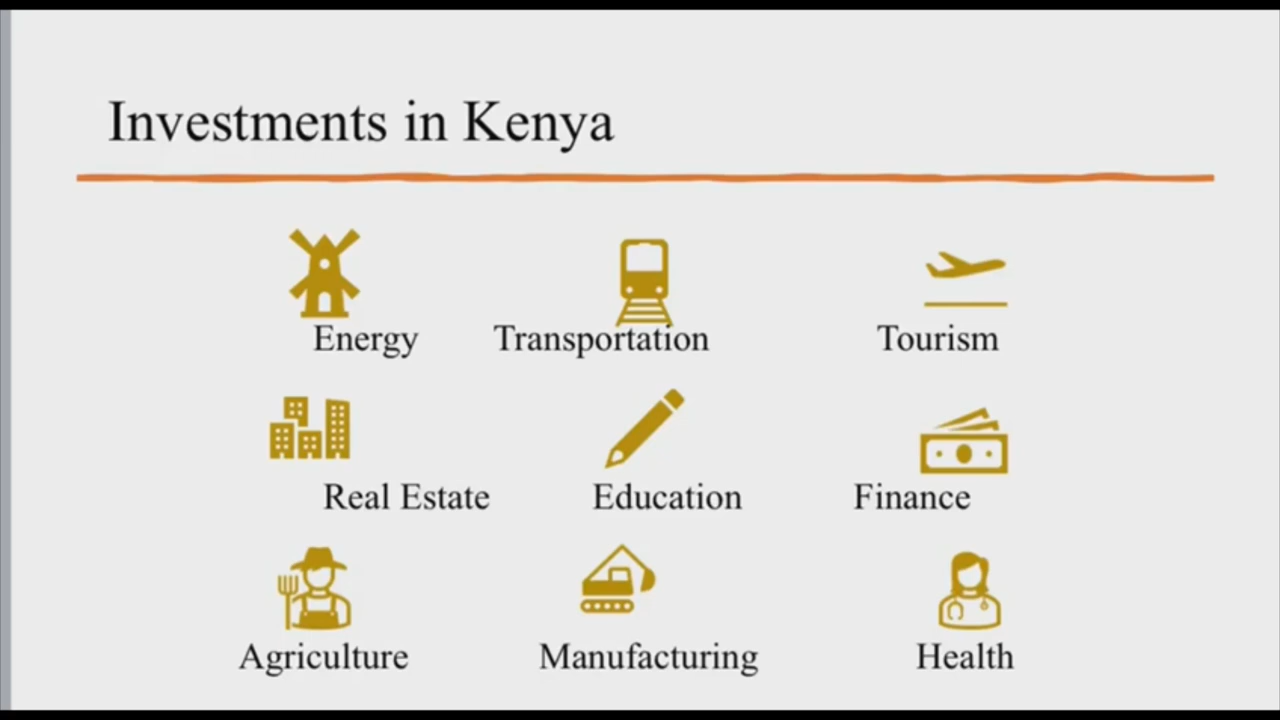 Investments in Kenya
Energy
Transportation
Tourism
Real Estate
Education
Finance
Agriculture
Manufacturing
Health